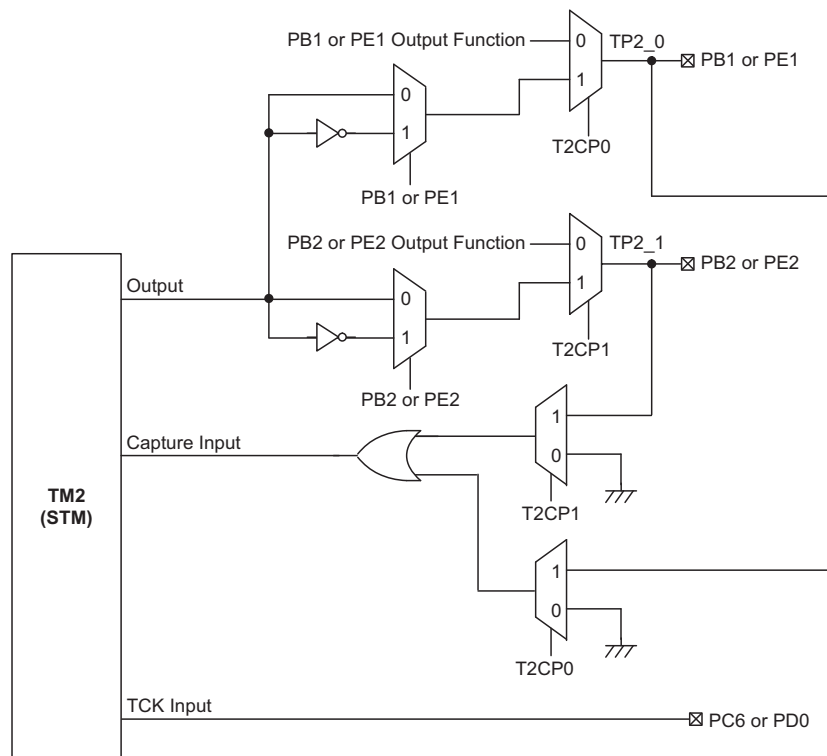 PB1 or PE1 Output Function
0
TP2_0
PB1 or PE1
1
0
1
T2CP0
PB1 or PE1
PB2 or PE2 Output Function
0
TP2_1
PB2 or PE2
Output
1
0
1
T2CP1
PB2 or PE2
1
Capture Input
0
TM2
(STM)
T2CP1
1
0
T2CP0
TCK Input
PC6 or PD0